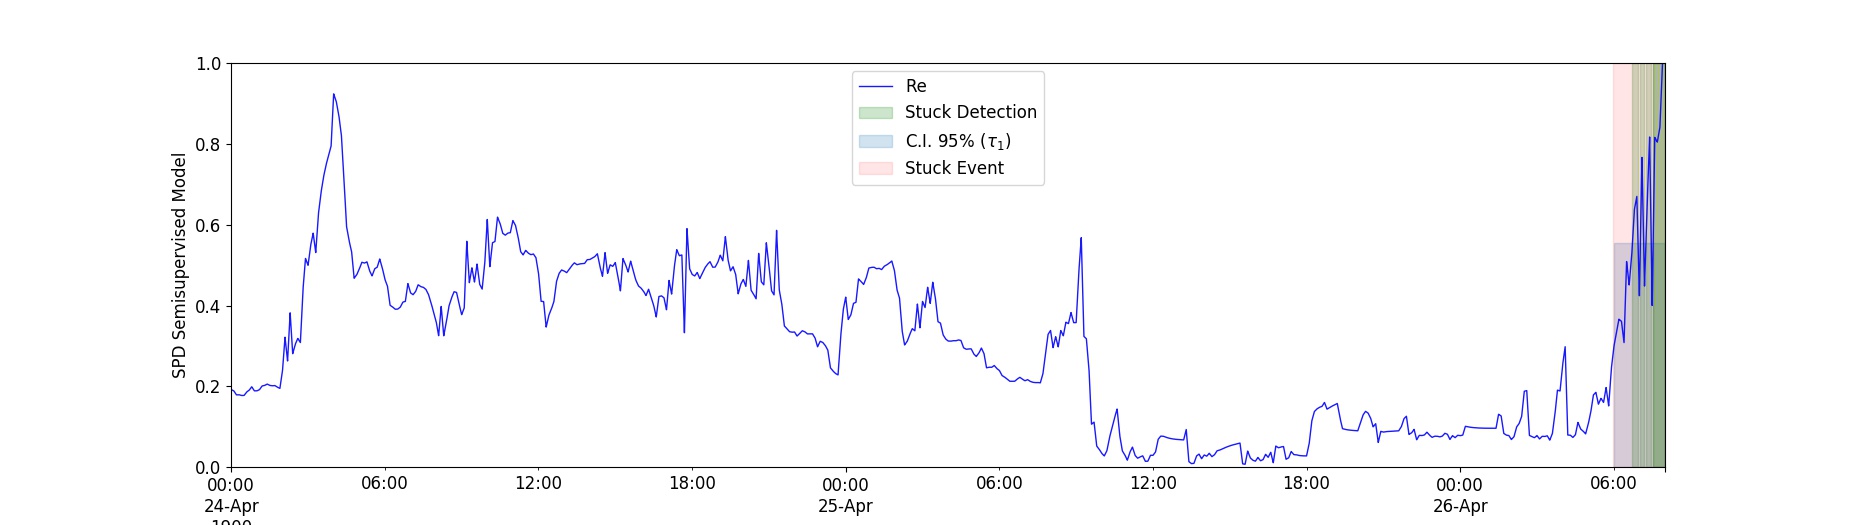 1.0
0.8
0.6
0.4
0.2
0.0
SPD Semisupervised Model
Re
Stuck Detection
C.I. 95% (τ₁)
Stuck Event
00:00 06:00 12:00 18:00 00:00 06:00 12:00 18:00 00:00 06:00
24-Apr 25-Apr 26-Apr
1900